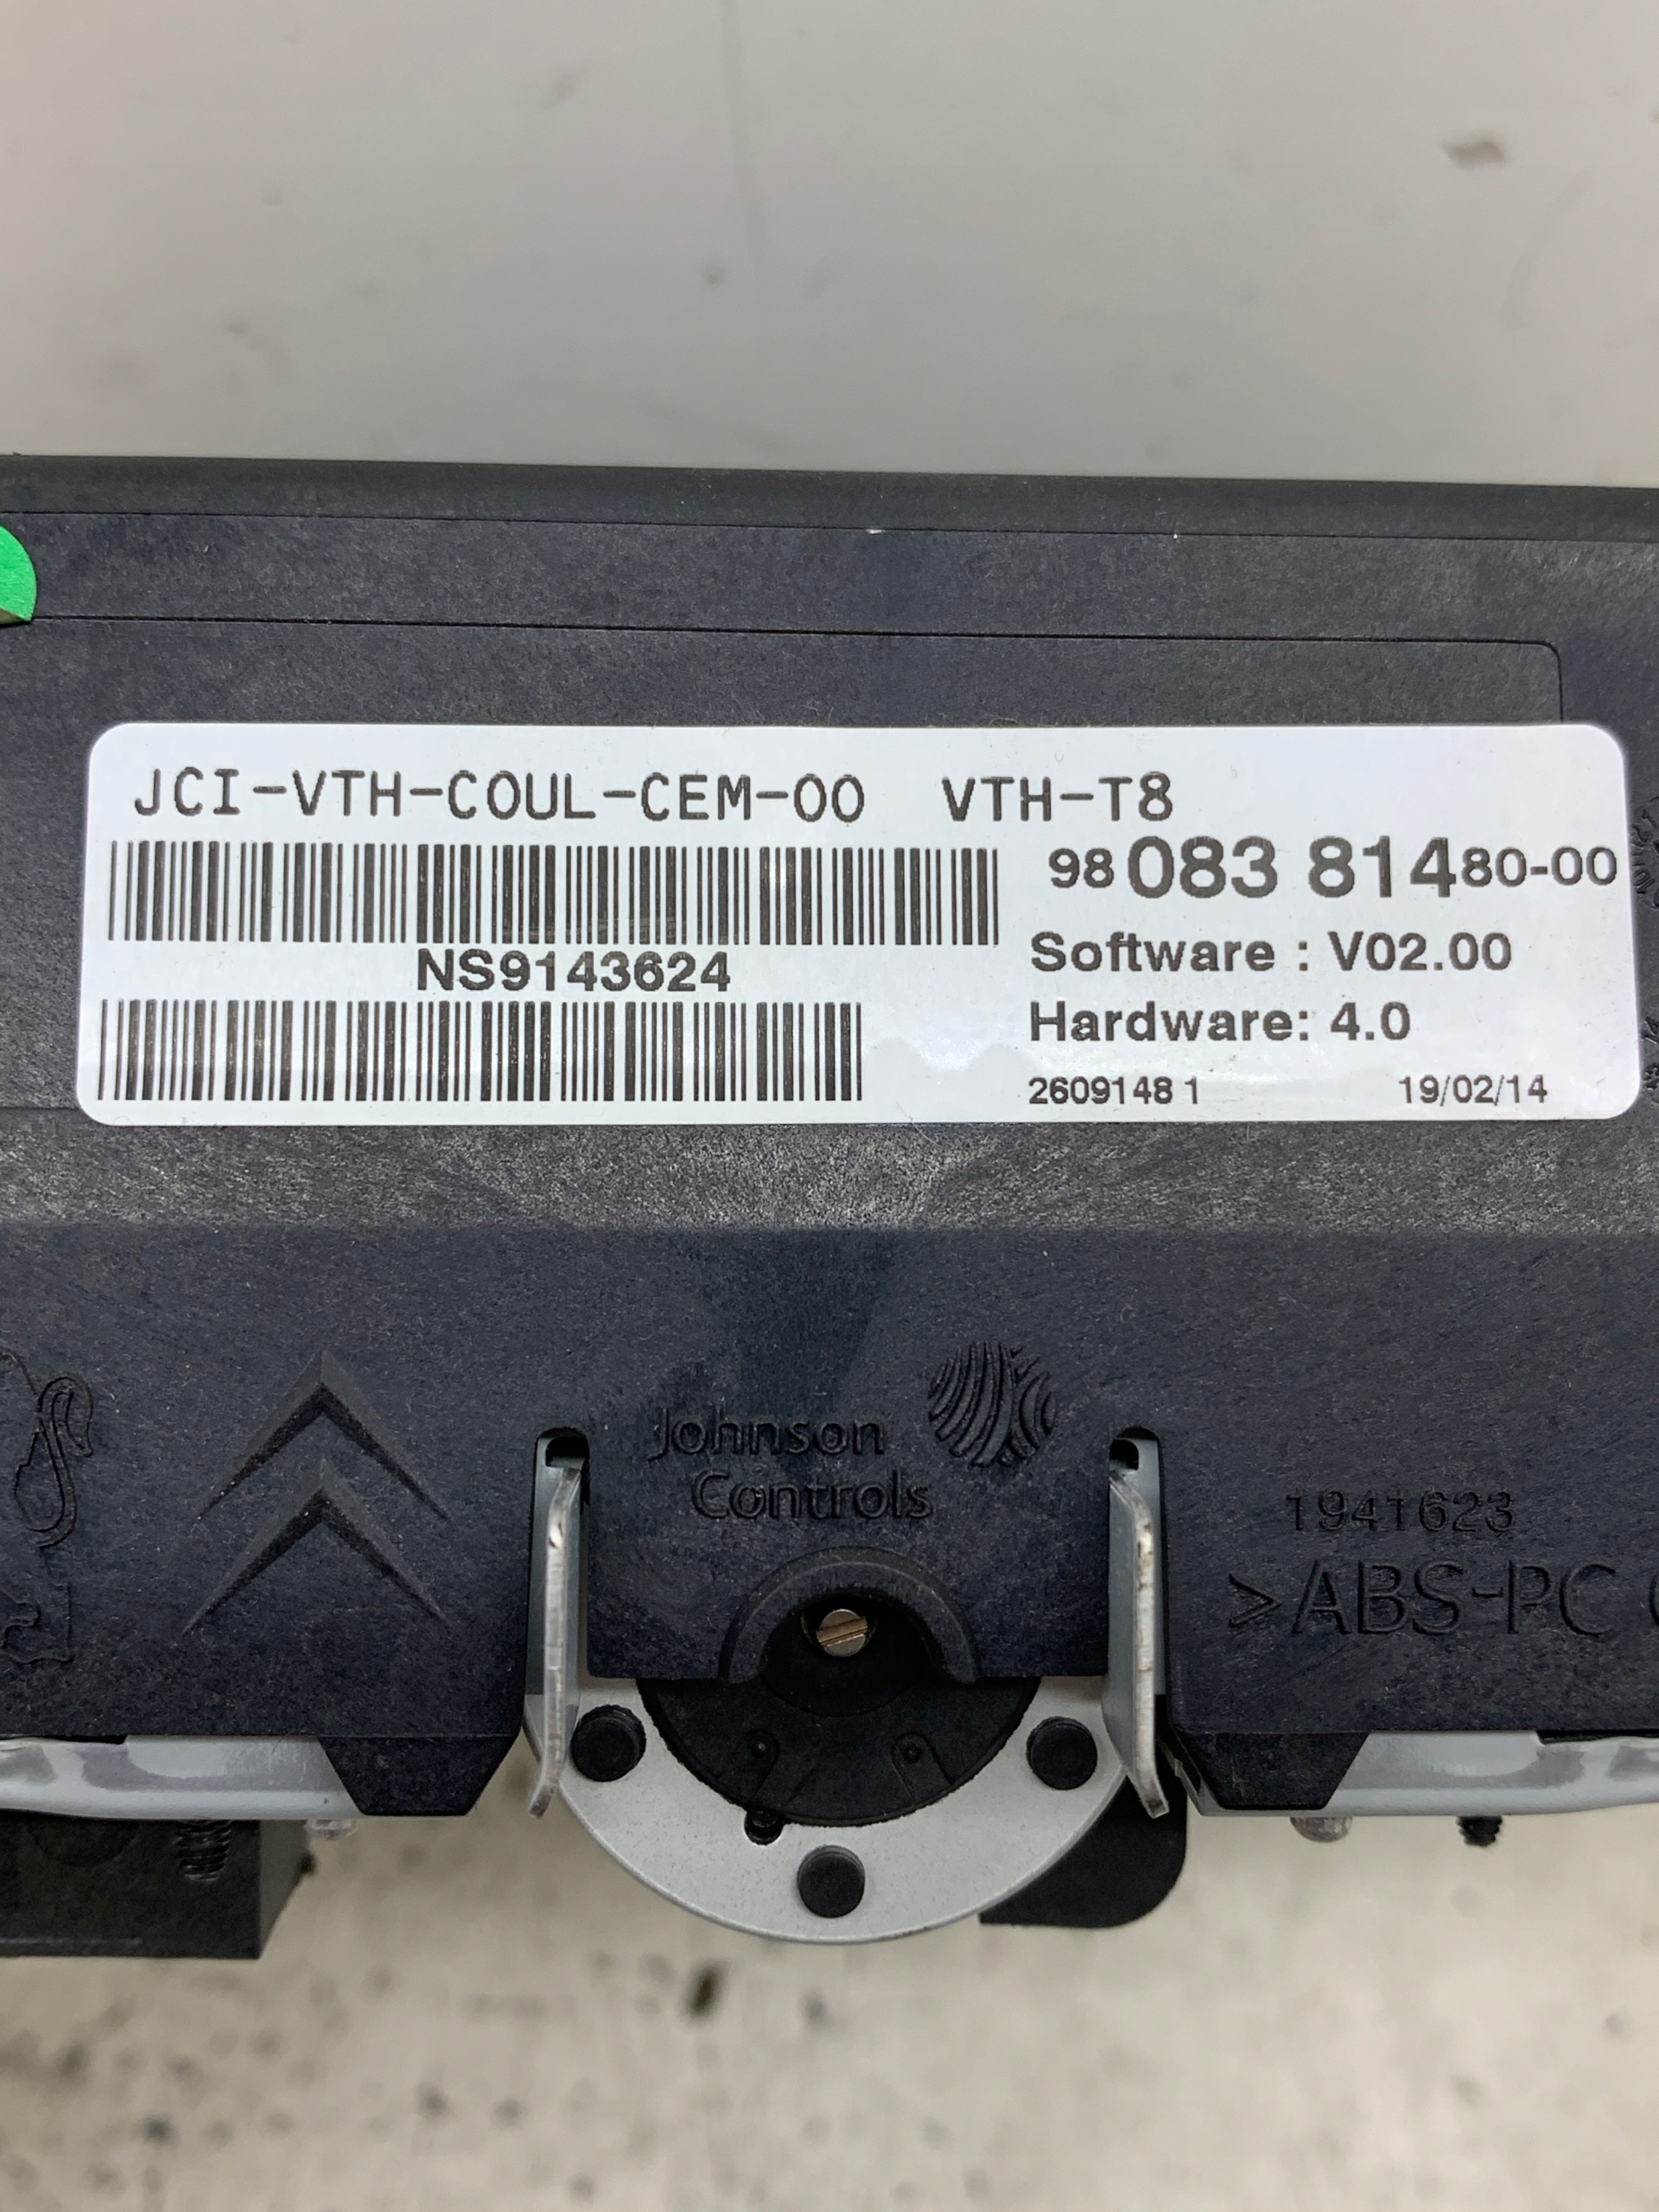 JCI-VTH-COUL-CEM-00 VTH-T8
98 083 814 80-00
NS9143624
Software : V02.00
Hardware: 4.0
2609148 1 19/02/14
Johnson
Controls
1941623
>ABS-PC